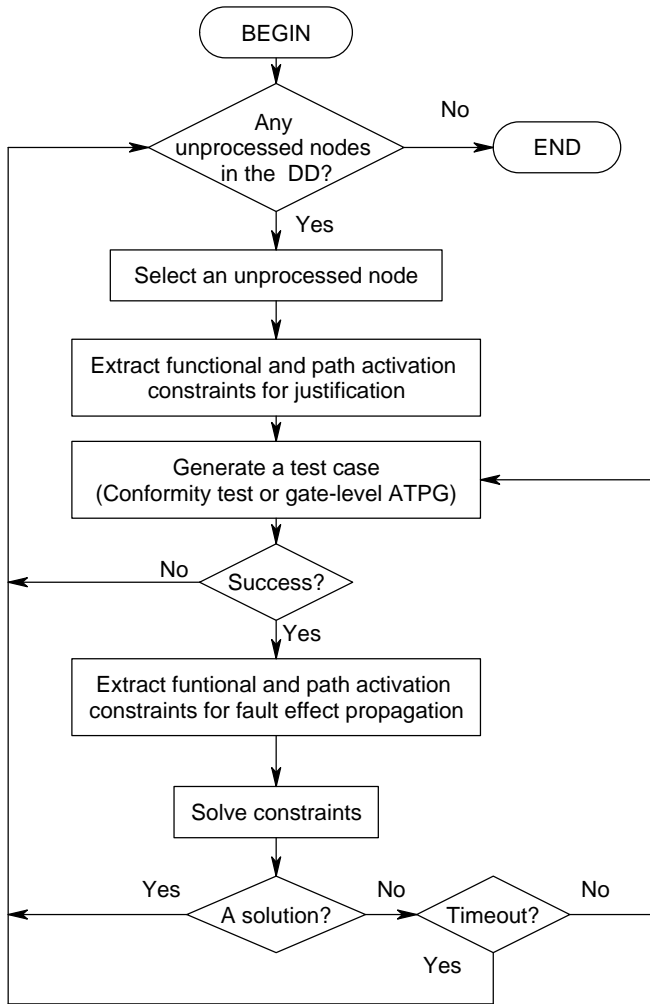 BEGIN
Any
unprocessed nodes
in the DD?
No
END
Yes
Select an unprocessed node
Extract functional and path activation
constraints for justification
Generate a test case
(Conformity test or gate-level ATPG)
No
Success?
Yes
Extract funtional and path activation
constraints for fault effect propagation
Solve constraints
Yes
A solution?
No
Timeout?
No
Yes